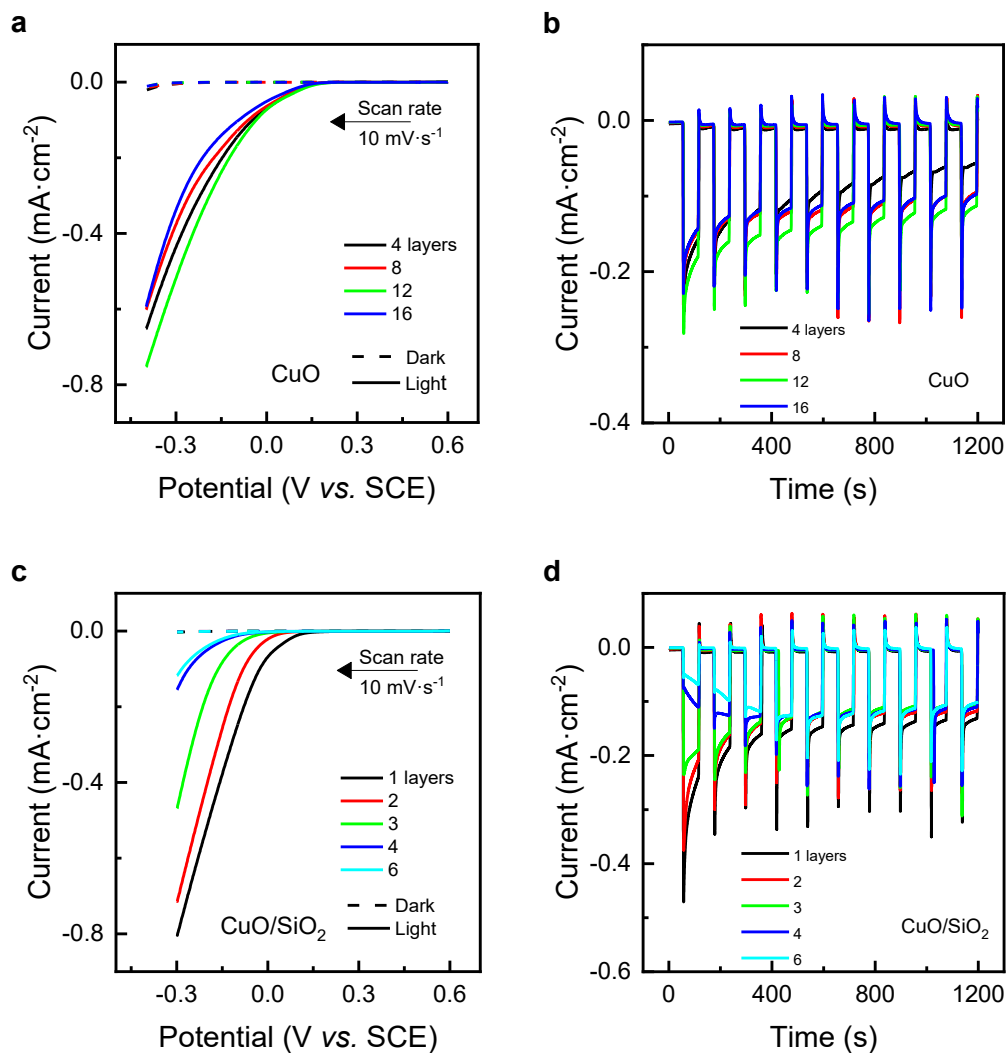 a
0.0
-0.4
-0.8
Current (mA·cm⁻²)
Scan rate
10 mV·s⁻¹
4 layers
8
12
16
Dark
Light
CuO
-0.3 0.0 0.3 0.6
Potential (V vs. SCE)
b
0.0
-0.2
-0.4
Current (mA·cm⁻²)
4 layers
8
12
16
CuO
0 400 800 1200
Time (s)
c
0.0
-0.4
-0.8
Current (mA·cm⁻²)
Scan rate
10 mV·s⁻¹
1 layers
2
3
4
6
Dark
Light
CuO/SiO₂
-0.3 0.0 0.3 0.6
Potential (V vs. SCE)
d
0.0
-0.2
-0.4
-0.6
Current (mA·cm⁻²)
1 layers
2
3
4
6
CuO/SiO₂
0 400 800 1200
Time (s)